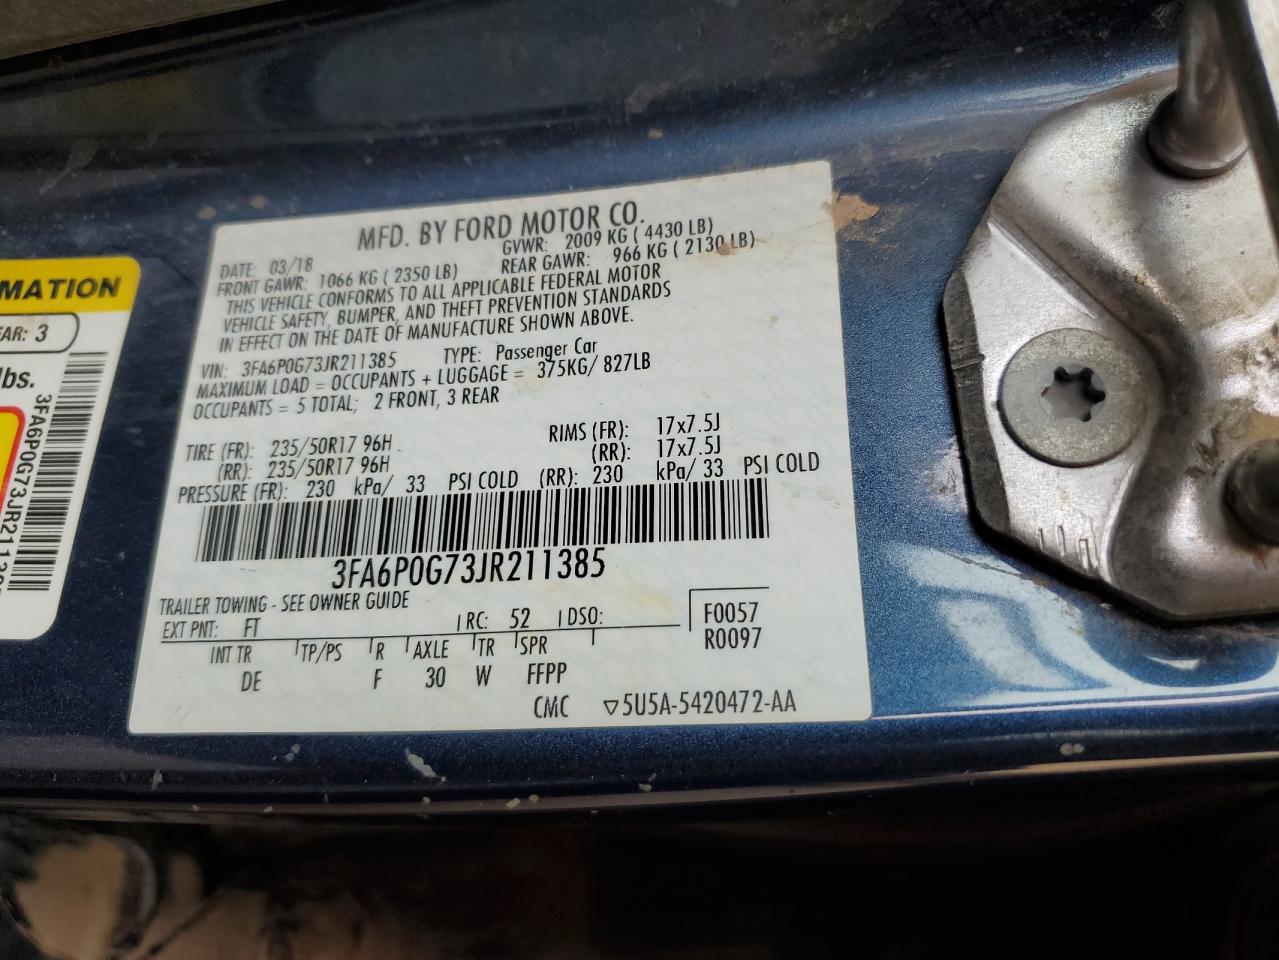 MATION
EAR: 3
lbs.
3FA6P0G73JR2113
MFD. BY FORD MOTOR CO.
DATE: 03/18 GVWR: 2009 KG ( 4430 LB)
FRONT GAWR: 1066 KG ( 2350 LB) REAR GAWR: 966 KG ( 2130 LB)
THIS VEHICLE CONFORMS TO ALL APPLICABLE FEDERAL MOTOR
VEHICLE SAFETY, BUMPER, AND THEFT PREVENTION STANDARDS
IN EFFECT ON THE DATE OF MANUFACTURE SHOWN ABOVE.
VIN: 3FA6P0G73JR211385 TYPE: Passenger Car
MAXIMUM LOAD = OCCUPANTS + LUGGAGE = 375KG/ 827LB
OCCUPANTS = 5 TOTAL; 2 FRONT, 3 REAR
TIRE (FR): 235/50R17 96H RIMS (FR): 17x7.5J
(RR): 235/50R17 96H (RR): 17x7.5J
PRESSURE (FR): 230 kPa/ 33 PSI COLD (RR): 230 kPa/ 33 PSI COLD
3FA6P0G73JR211385
TRAILER TOWING - SEE OWNER GUIDE
EXT PNT: FT RC: 52 DSO: F0057
INT TR TP/PS R AXLE TR SPR R0097
DE F 30 W FFPP
CMC ▽5U5A-5420472-AA